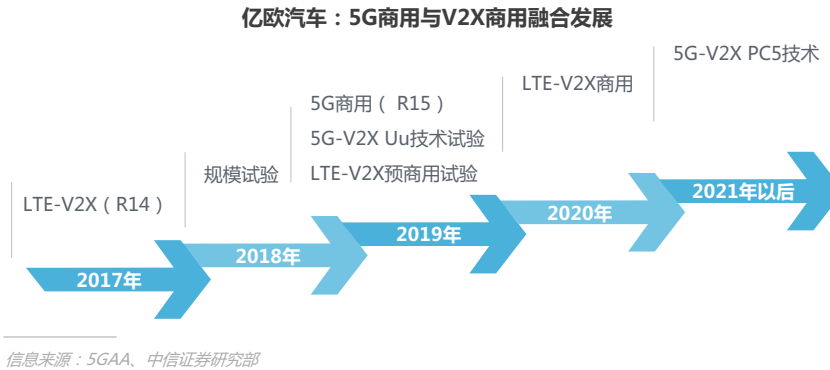 亿欧汽车：5G商用与V2X商用融合发展
LTE-V2X（R14）
2017年
规模试验
2018年
5G商用（ R15 ）
5G-V2X Uu技术试验
LTE-V2X预商用试验
2019年
LTE-V2X商用
2020年
5G-V2X PC5技术
2021年以后
信息来源：5GAA、中信证券研究部